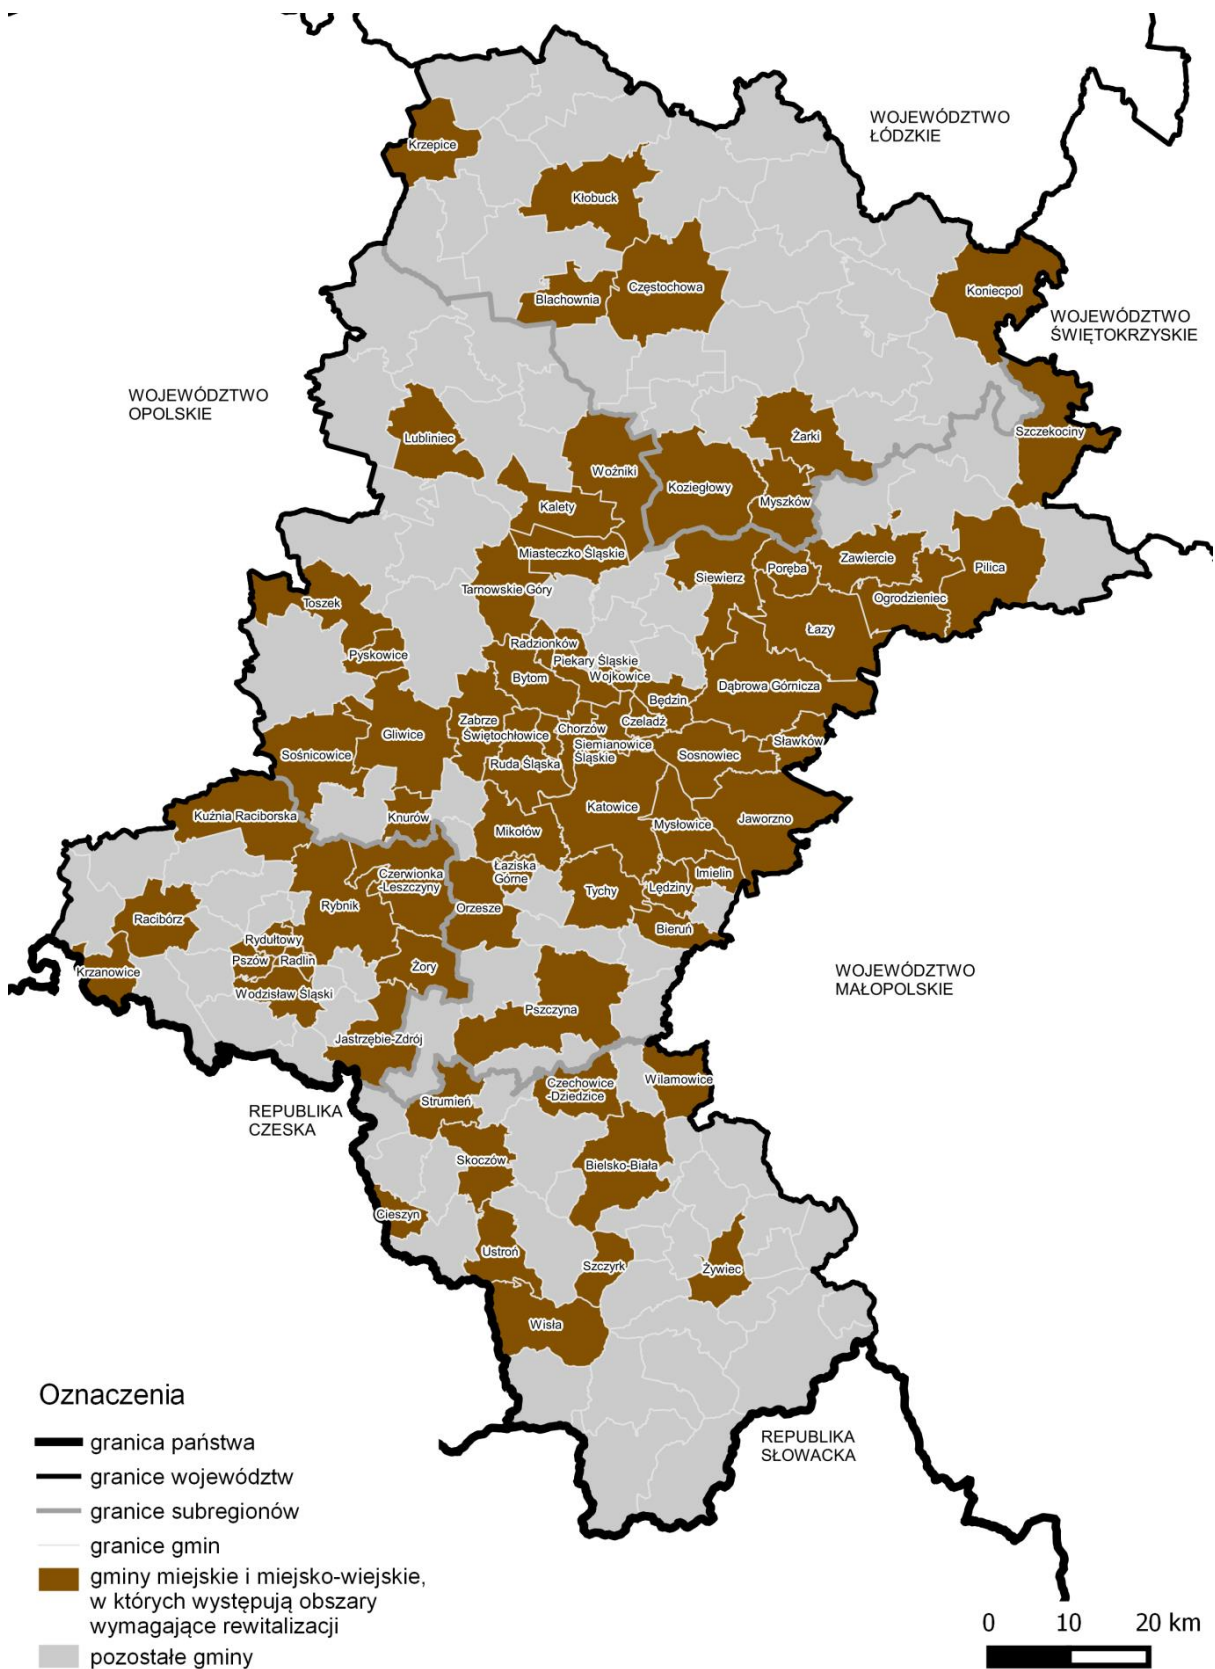 WOJEWÓDZTWO
ŁÓDZKIE
Krzepice
Kłobuck
Częstochowa
Blachownia
Koniecpol
WOJEWÓDZTWO
ŚWIĘTOKRZYSKIE
WOJEWÓDZTWO
OPOLSKIE
Lubliniec
Żarki
Szczekociny
Woźniki
Koziegłowy
Myszków
Kalety
Miasteczko Śląskie
Siewierz
Poręba
Zawiercie
Pilica
Tarnowskie Góry
Ogrodzieniec
Toszek
Łazy
Radzionków
Pyskowice
Piekary Śląskie
Bytom
Wojkowice
Będzin
Dąbrowa Górnicza
Zabrze
Chorzów
Czeladź
Gliwice
Świętochłowice
Siemianowice
Śląskie
Sławków
Sośnicowice
Ruda Śląska
Sosnowiec
Kuźnia Raciborska
Knurów
Katowice
Jaworzno
Mikołów
Mysłowice
Łaziska
Górne
Czerwionka
-Leszczyny
Imielin
Tychy
Lędziny
Rybnik
Orzesze
Racibórz
Bieruń
Rydułtowy
Pszów
Radlin
Żory
Krzanowice
WOJEWÓDZTWO
MAŁOPOLSKIE
Wodzisław Śląski
Pszczyna
Jastrzębie-Zdrój
Wilamowice
Czechowice
-Dziedzice
Strumień
REPUBLIKA
CZESKA
Skoczów
Bielsko-Biała
Cieszyn
Ustroń
Szczyrk
Żywiec
Wisła
REPUBLIKA
SŁOWACKA
Oznaczenia
granica państwa
granice województw
granice subregionów
granice gmin
gminy miejskie i miejsko-wiejskie,
w których występują obszary
wymagające rewitalizacji
pozostałe gminy
0 10 20 km